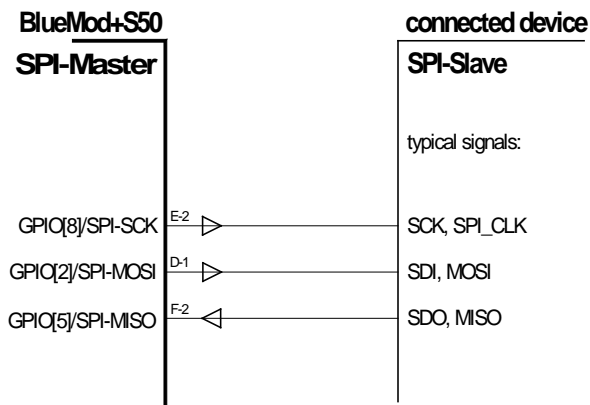 BlueMod+S50 connected device
SPI-Master SPI-Slave
typical signals:
GPIO[8]/SPI-SCK E-2 SCK, SPI_CLK
GPIO[2]/SPI-MOSI D-1 SDI, MOSI
GPIO[5]/SPI-MISO F-2 SDO, MISO